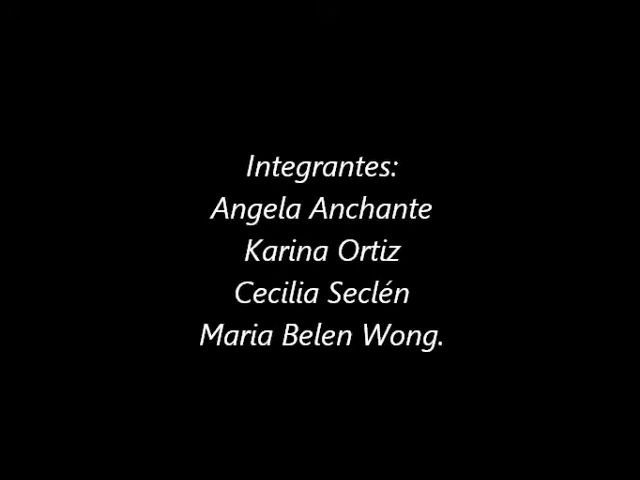 Integrantes:
Angela Anchante
Karina Ortiz
Cecilia Seclén
Maria Belen Wong.